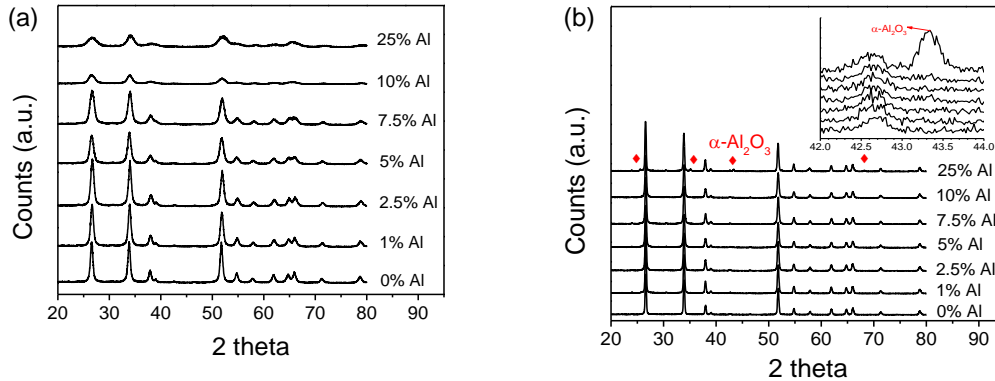 (a)
Counts (a.u.)
25% Al
10% Al
7.5% Al
5% Al
2.5% Al
1% Al
0% Al
20 30 40 50 60 70 80 90
2 theta
(b)
Counts (a.u.)
α-Al₂O₃
42.0 42.5 43.0 43.5 44.0
α-Al₂O₃
25% Al
10% Al
7.5% Al
5% Al
2.5% Al
1% Al
0% Al
20 30 40 50 60 70 80 90
2 theta